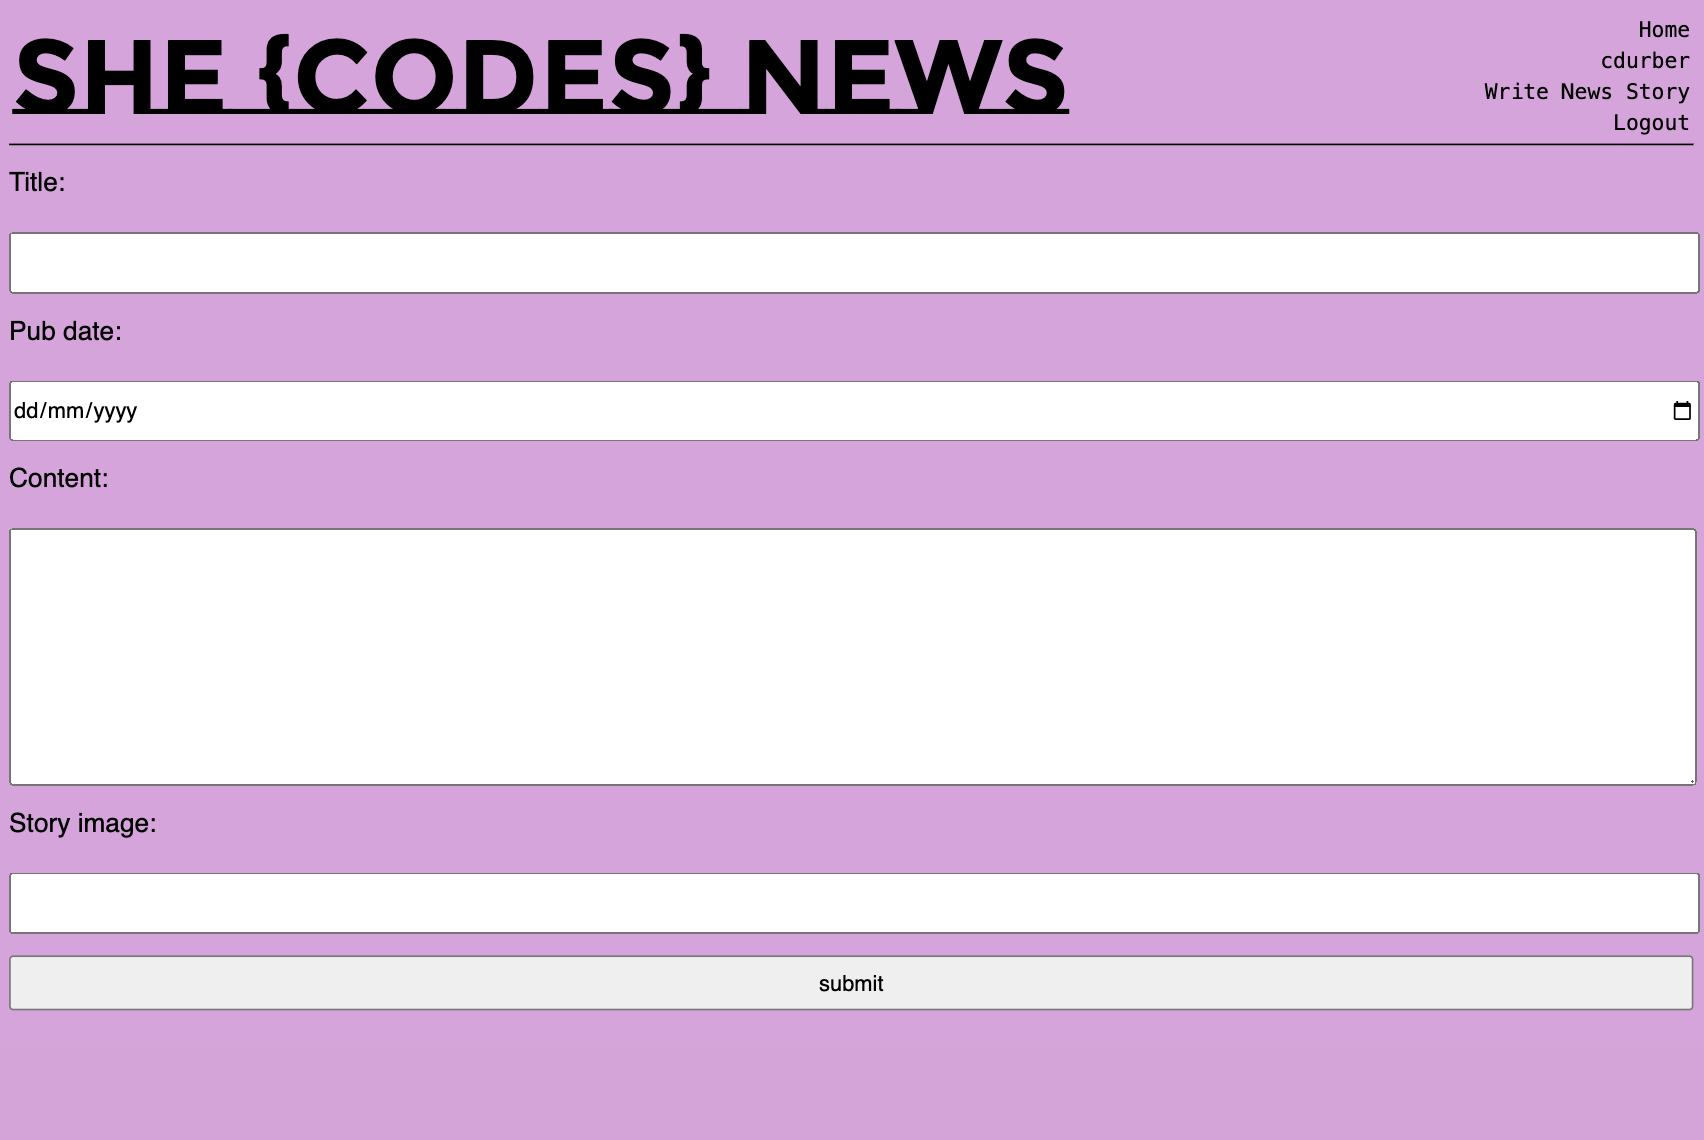 SHE {CODES} NEWS
Home
cdurber
Write News Story
Logout
Title:
Pub date:
dd/mm/yyyy
Content:
Story image:
submit